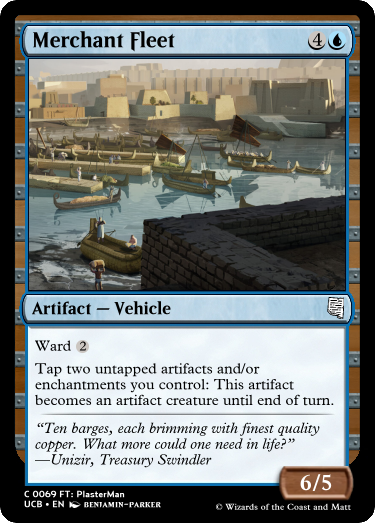 Merchant Fleet 4
Artifact — Vehicle
Ward 2
Tap two untapped artifacts and/or
enchantments you control: This artifact
becomes an artifact creature until end of turn.
“Ten barges, each brimming with finest quality
copper. What more could one need in life?”
—Unizir, Treasury Swindler
6/5
C 0069 FT: PlasterMan
UCB • EN BENJAMIN-PARKER
© Wizards of the Coast and Matt